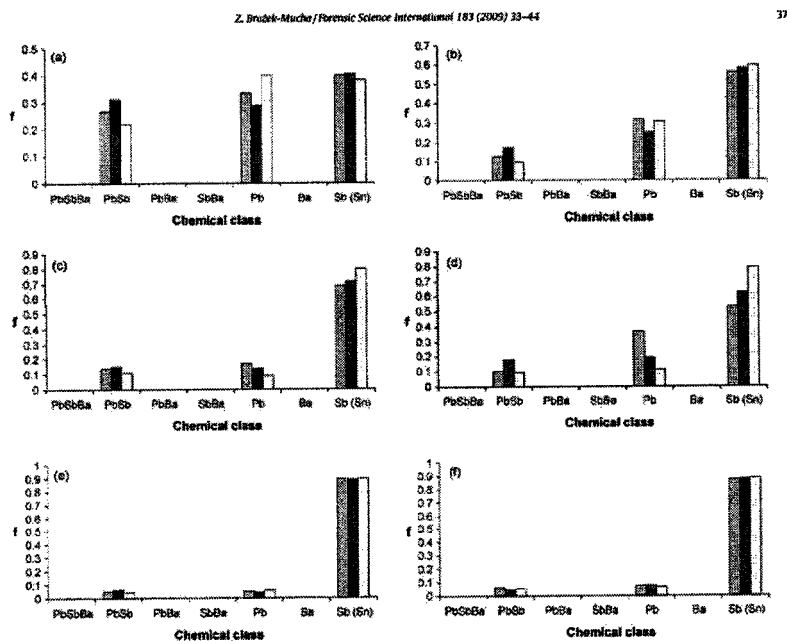 Z. Brożek-Mucha / Forensic Science International 183 (2009) 33–44
37
(a)
f
0.5
0.4
0.3
0.2
0.1
0
PbSbBa PbSb PbBa SbBa Pb Ba Sb (Sn)
Chemical class
(b)
f
0.7
0.6
0.5
0.4
0.3
0.2
0.1
0
PbSbBa PbSb PbBa SbBa Pb Ba Sb (Sn)
Chemical class
(c)
f
0.9
0.8
0.7
0.6
0.5
0.4
0.3
0.2
0.1
0
PbSbBa PbSb PbBa SbBa Pb Ba Sb (Sn)
Chemical class
(d)
f
0.9
0.8
0.7
0.6
0.5
0.4
0.3
0.2
0.1
0
PbSbBa PbSb PbBa SbBa Pb Ba Sb (Sn)
Chemical class
(e)
f
1
0.9
0.8
0.7
0.6
0.5
0.4
0.3
0.2
0.1
0
PbSbBa PbSb PbBa SbBa Pb Ba Sb (Sn)
Chemical class
(f)
f
1
0.9
0.8
0.7
0.6
0.5
0.4
0.3
0.2
0.1
0
PbSbBa PbSb PbBa SbBa Pb Ba Sb (Sn)
Chemical class